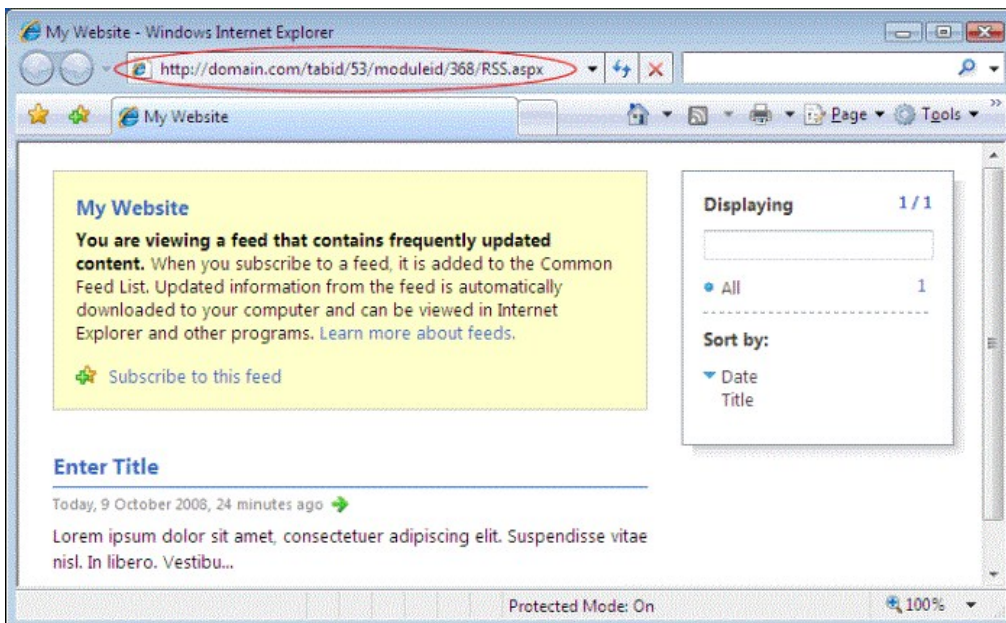 My Website - Windows Internet Explorer
http://domain.com/tabid/53/moduleid/368/RSS.aspx
My Website
Page
Tools
»
My Website
You are viewing a feed that contains frequently updated
content. When you subscribe to a feed, it is added to the Common
Feed List. Updated information from the feed is automatically
downloaded to your computer and can be viewed in Internet
Explorer and other programs. Learn more about feeds.
Subscribe to this feed
Enter Title
Today, 9 October 2008, 24 minutes ago
Lorem ipsum dolor sit amet, consectetuer adipiscing elit. Suspendisse vitae
nisl. In libero. Vestibu...
Displaying 1 / 1
All 1
Sort by:
Date
Title
Protected Mode: On
100%